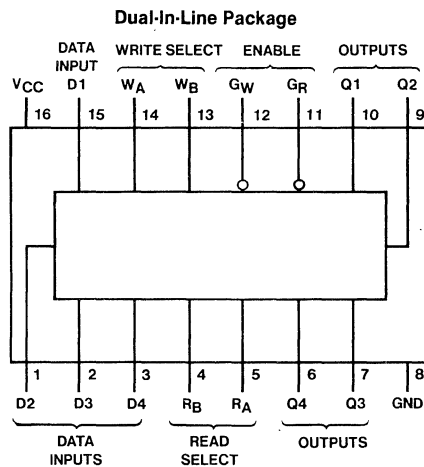 Dual-In-Line Package
DATA WRITE SELECT ENABLE OUTPUTS
INPUT
VCC D1 WA WB GW GR Q1 Q2
16 15 14 13 12 11 10 9
1 2 3 4 5 6 7 8
D2 D3 D4 RB RA Q4 Q3 GND
DATA READ OUTPUTS
INPUTS SELECT